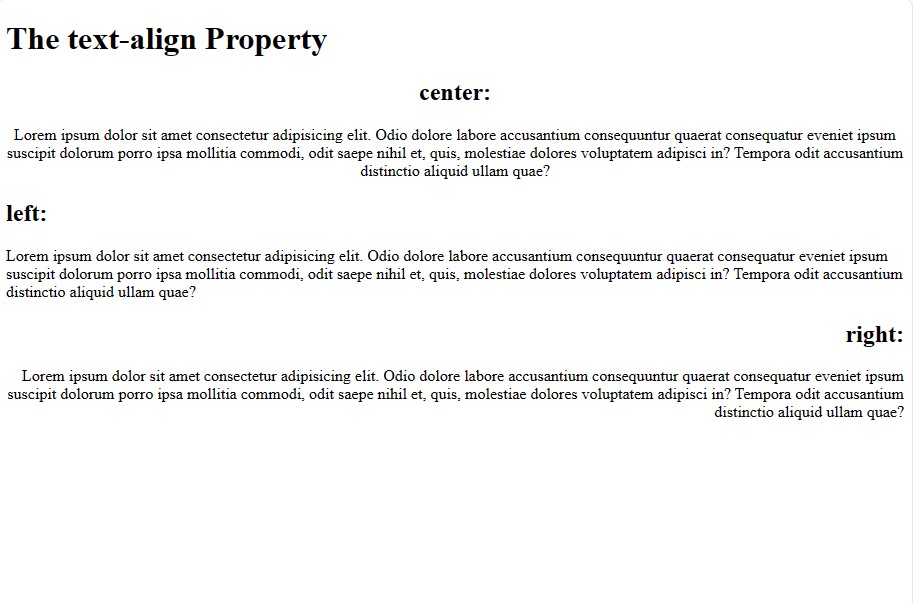 The text-align Property
center:
Lorem ipsum dolor sit amet consectetur adipisicing elit. Odio dolore labore accusantium consequuntur quaerat consequatur eveniet ipsum
suscipit dolorum porro ipsa mollitia commodi, odit saepe nihil et, quis, molestiae dolores voluptatem adipisci in? Tempora odit accusantium
distinctio aliquid ullam quae?
left:
Lorem ipsum dolor sit amet consectetur adipisicing elit. Odio dolore labore accusantium consequuntur quaerat consequatur eveniet ipsum
suscipit dolorum porro ipsa mollitia commodi, odit saepe nihil et, quis, molestiae dolores voluptatem adipisci in? Tempora odit accusantium
distinctio aliquid ullam quae?
right:
Lorem ipsum dolor sit amet consectetur adipisicing elit. Odio dolore labore accusantium consequuntur quaerat consequatur eveniet ipsum
suscipit dolorum porro ipsa mollitia commodi, odit saepe nihil et, quis, molestiae dolores voluptatem adipisci in? Tempora odit accusantium
distinctio aliquid ullam quae?